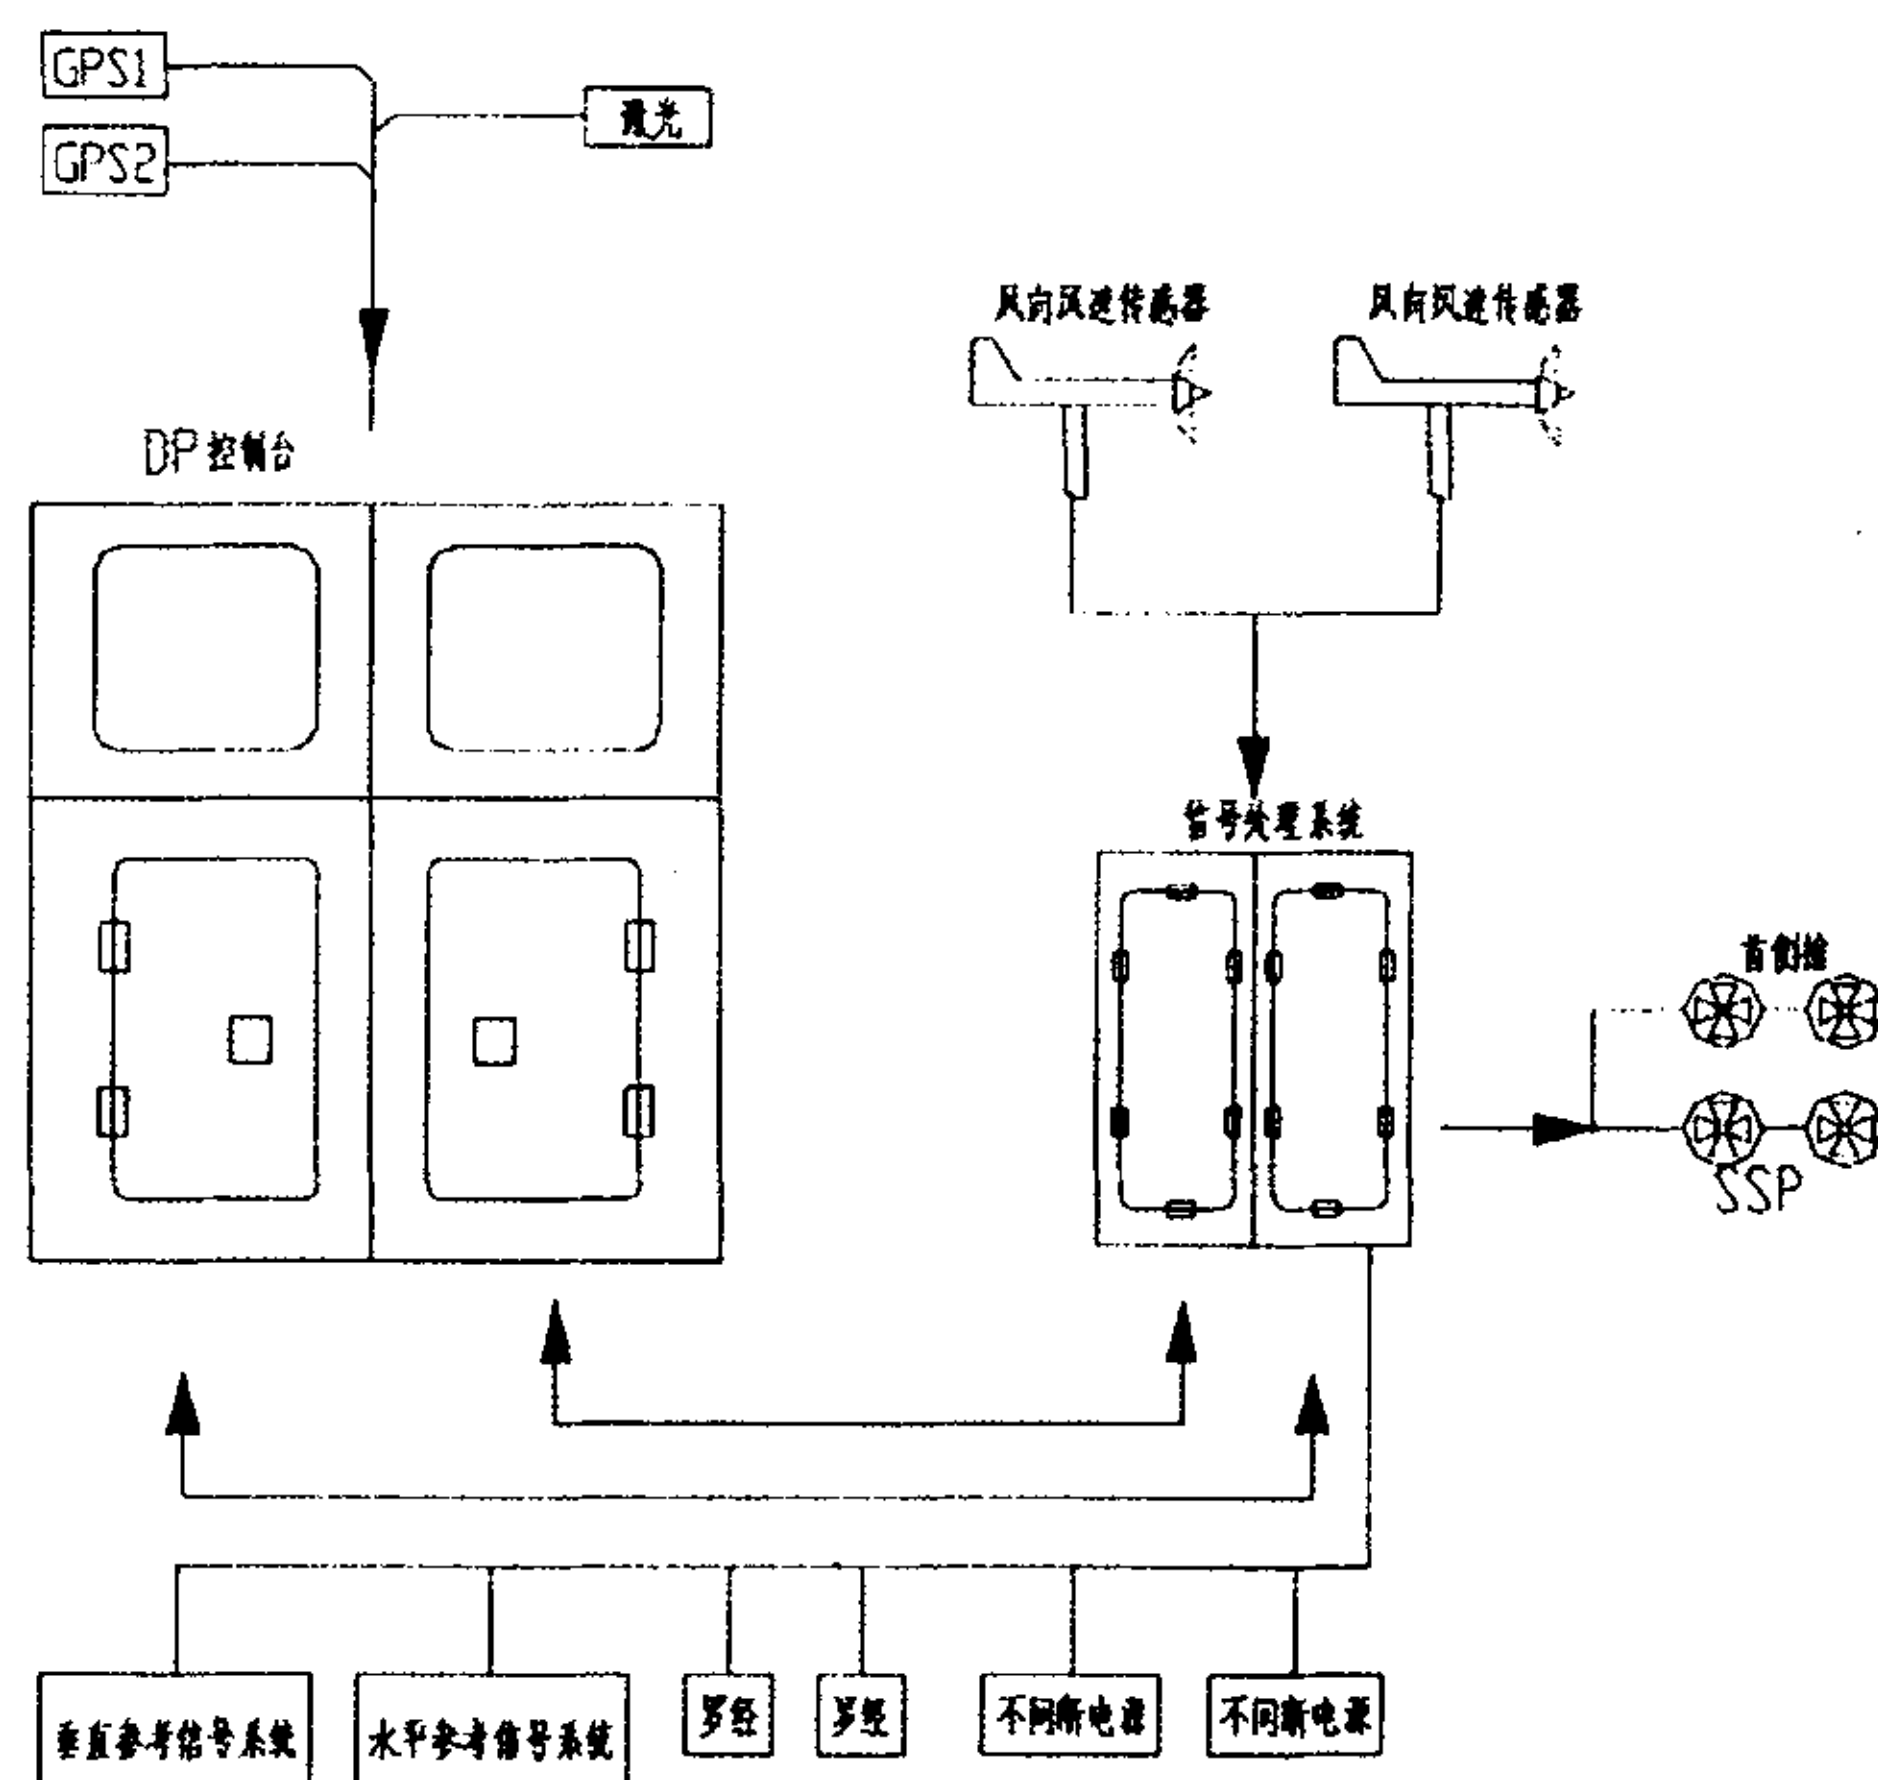 GPS1
激光
GPS2
风向风速传感器
风向风速传感器
DP控制台
信号处理系统
首侧推
SSP
垂直参考信号系统
水平参考信号系统
罗经
罗经
不间断电源
不间断电源